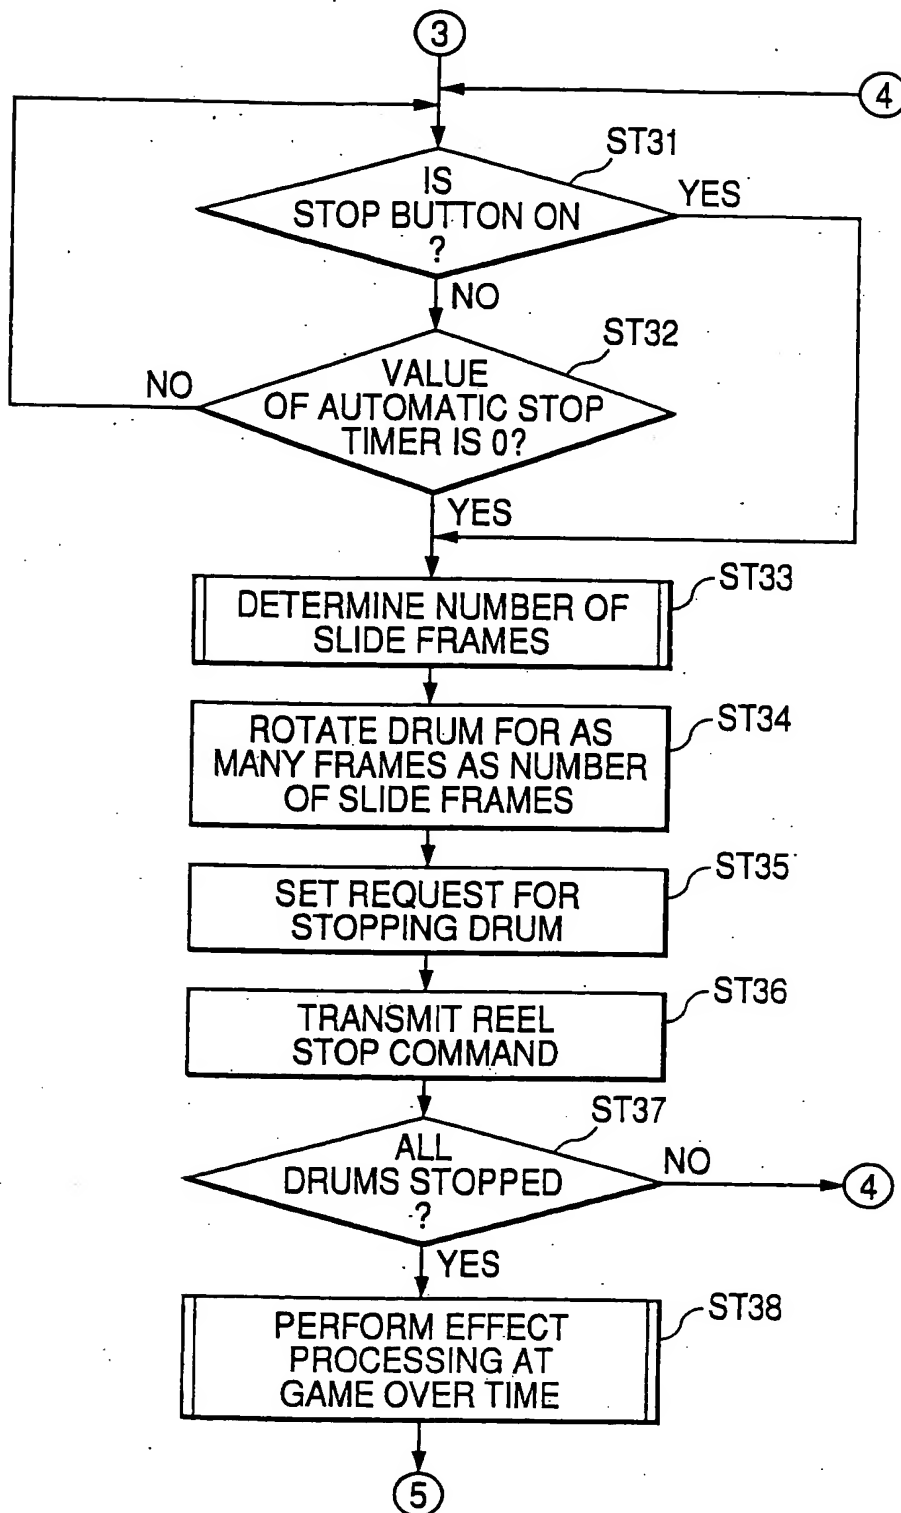 3
4
ST31
IS
STOP BUTTON ON
?
YES
NO
ST32
VALUE
OF AUTOMATIC STOP
TIMER IS 0?
NO
YES
ST33
DETERMINE NUMBER OF
SLIDE FRAMES
ST34
ROTATE DRUM FOR AS
MANY FRAMES AS NUMBER
OF SLIDE FRAMES
ST35
SET REQUEST FOR
STOPPING DRUM
ST36
TRANSMIT REEL
STOP COMMAND
ST37
ALL
DRUMS STOPPED
?
NO
4
YES
ST38
PERFORM EFFECT
PROCESSING AT
GAME OVER TIME
5